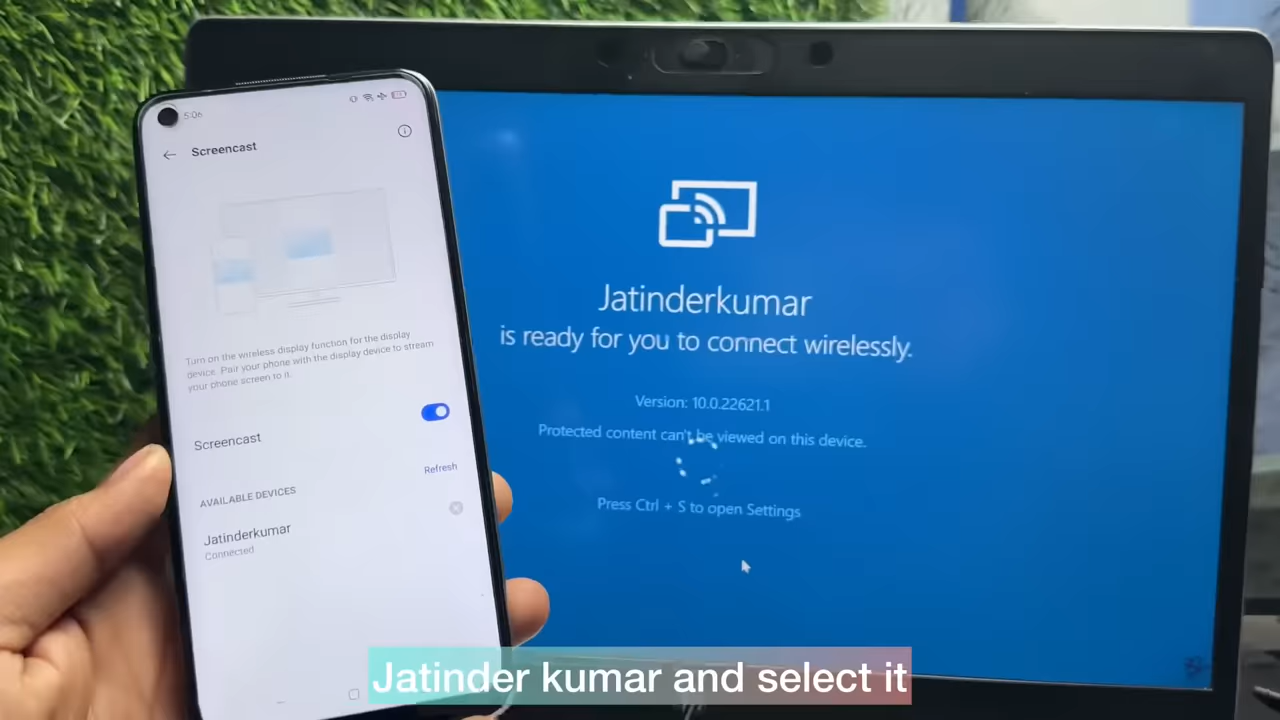 5:06
Screencast
Turn on the wireless display function for the display
device. Pair your phone with the display device to stream
your phone screen to it.
Screencast
Refresh
AVAILABLE DEVICES
Jatinderkumar
Connected
Jatinderkumar
is ready for you to connect wirelessly.
Version: 10.0.22621.1
Protected content can't be viewed on this device.
Press Ctrl + S to open Settings
Jatinder kumar and select it